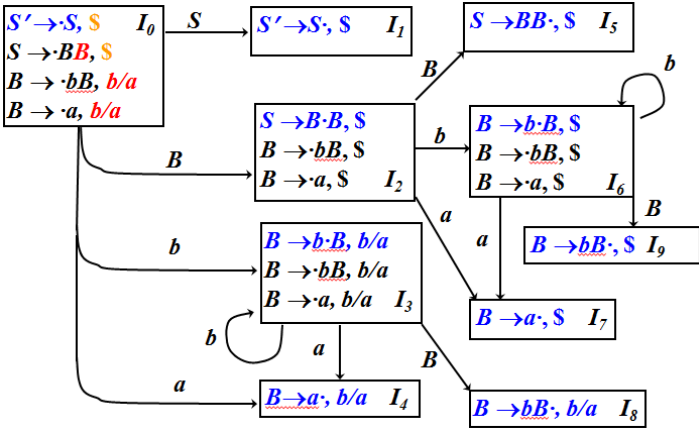 S′→·S, $ I0
S→·BB, $
B→·bB, b/a
B→·a, b/a
S
S′→S·, $ I1
S→BB·, $ I5
B
b
B
S→B·B, $
B→·bB, $
B→·a, $ I2
b
B→b·B, $
B→·bB, $
B→·a, $ I6
a
a
B
B→bB·, $ I9
b
B→b·B, b/a
B→·bB, b/a
B→·a, b/a I3
b
a
B
B→a·, $ I7
a
B→a·, b/a I4
B→bB·, b/a I8